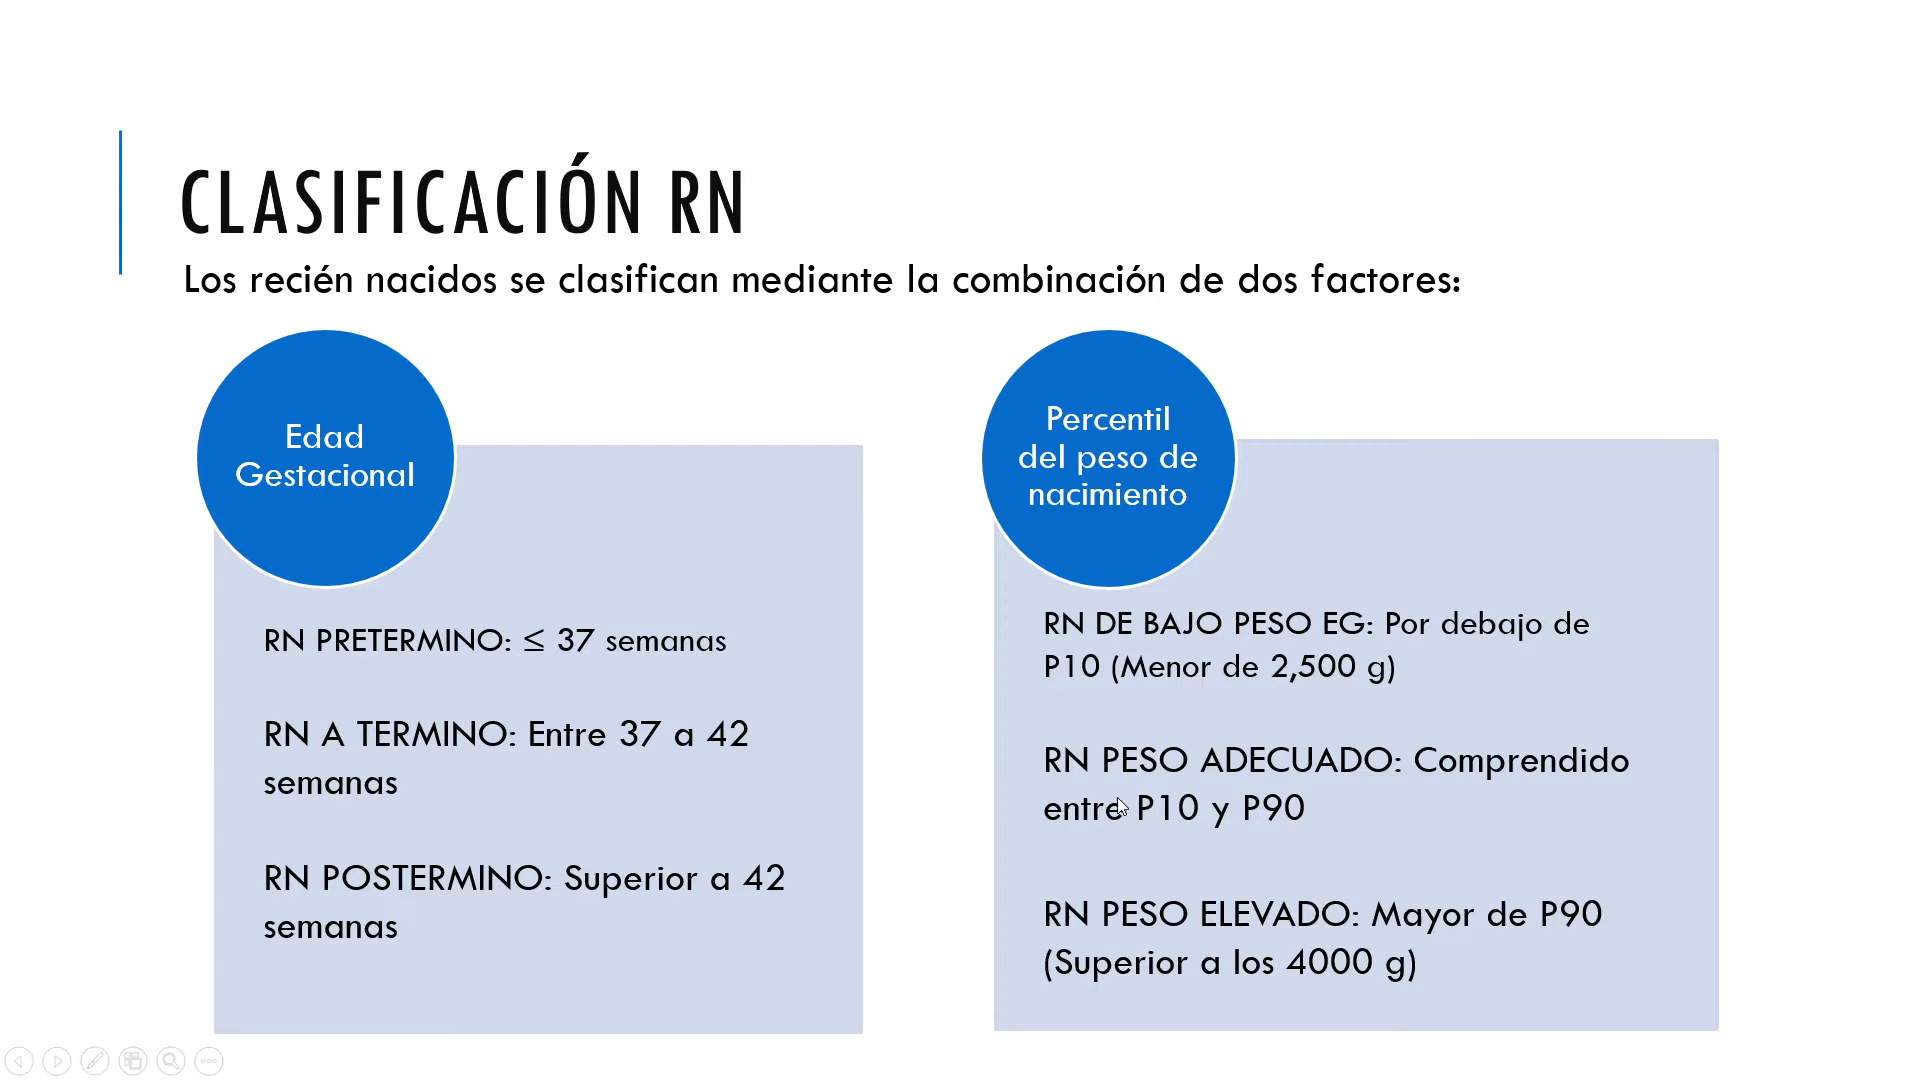 CLASIFICACIÓN RN
Los recién nacidos se clasifican mediante la combinación de dos factores:
Edad
Gestacional
RN PRETERMINO: ≤ 37 semanas
RN A TERMINO: Entre 37 a 42
semanas
RN POSTERMINO: Superior a 42
semanas
Percentil
del peso de
nacimiento
RN DE BAJO PESO EG: Por debajo de
P10 (Menor de 2,500 g)
RN PESO ADECUADO: Comprendido
entre P10 y P90
RN PESO ELEVADO: Mayor de P90
(Superior a los 4000 g)